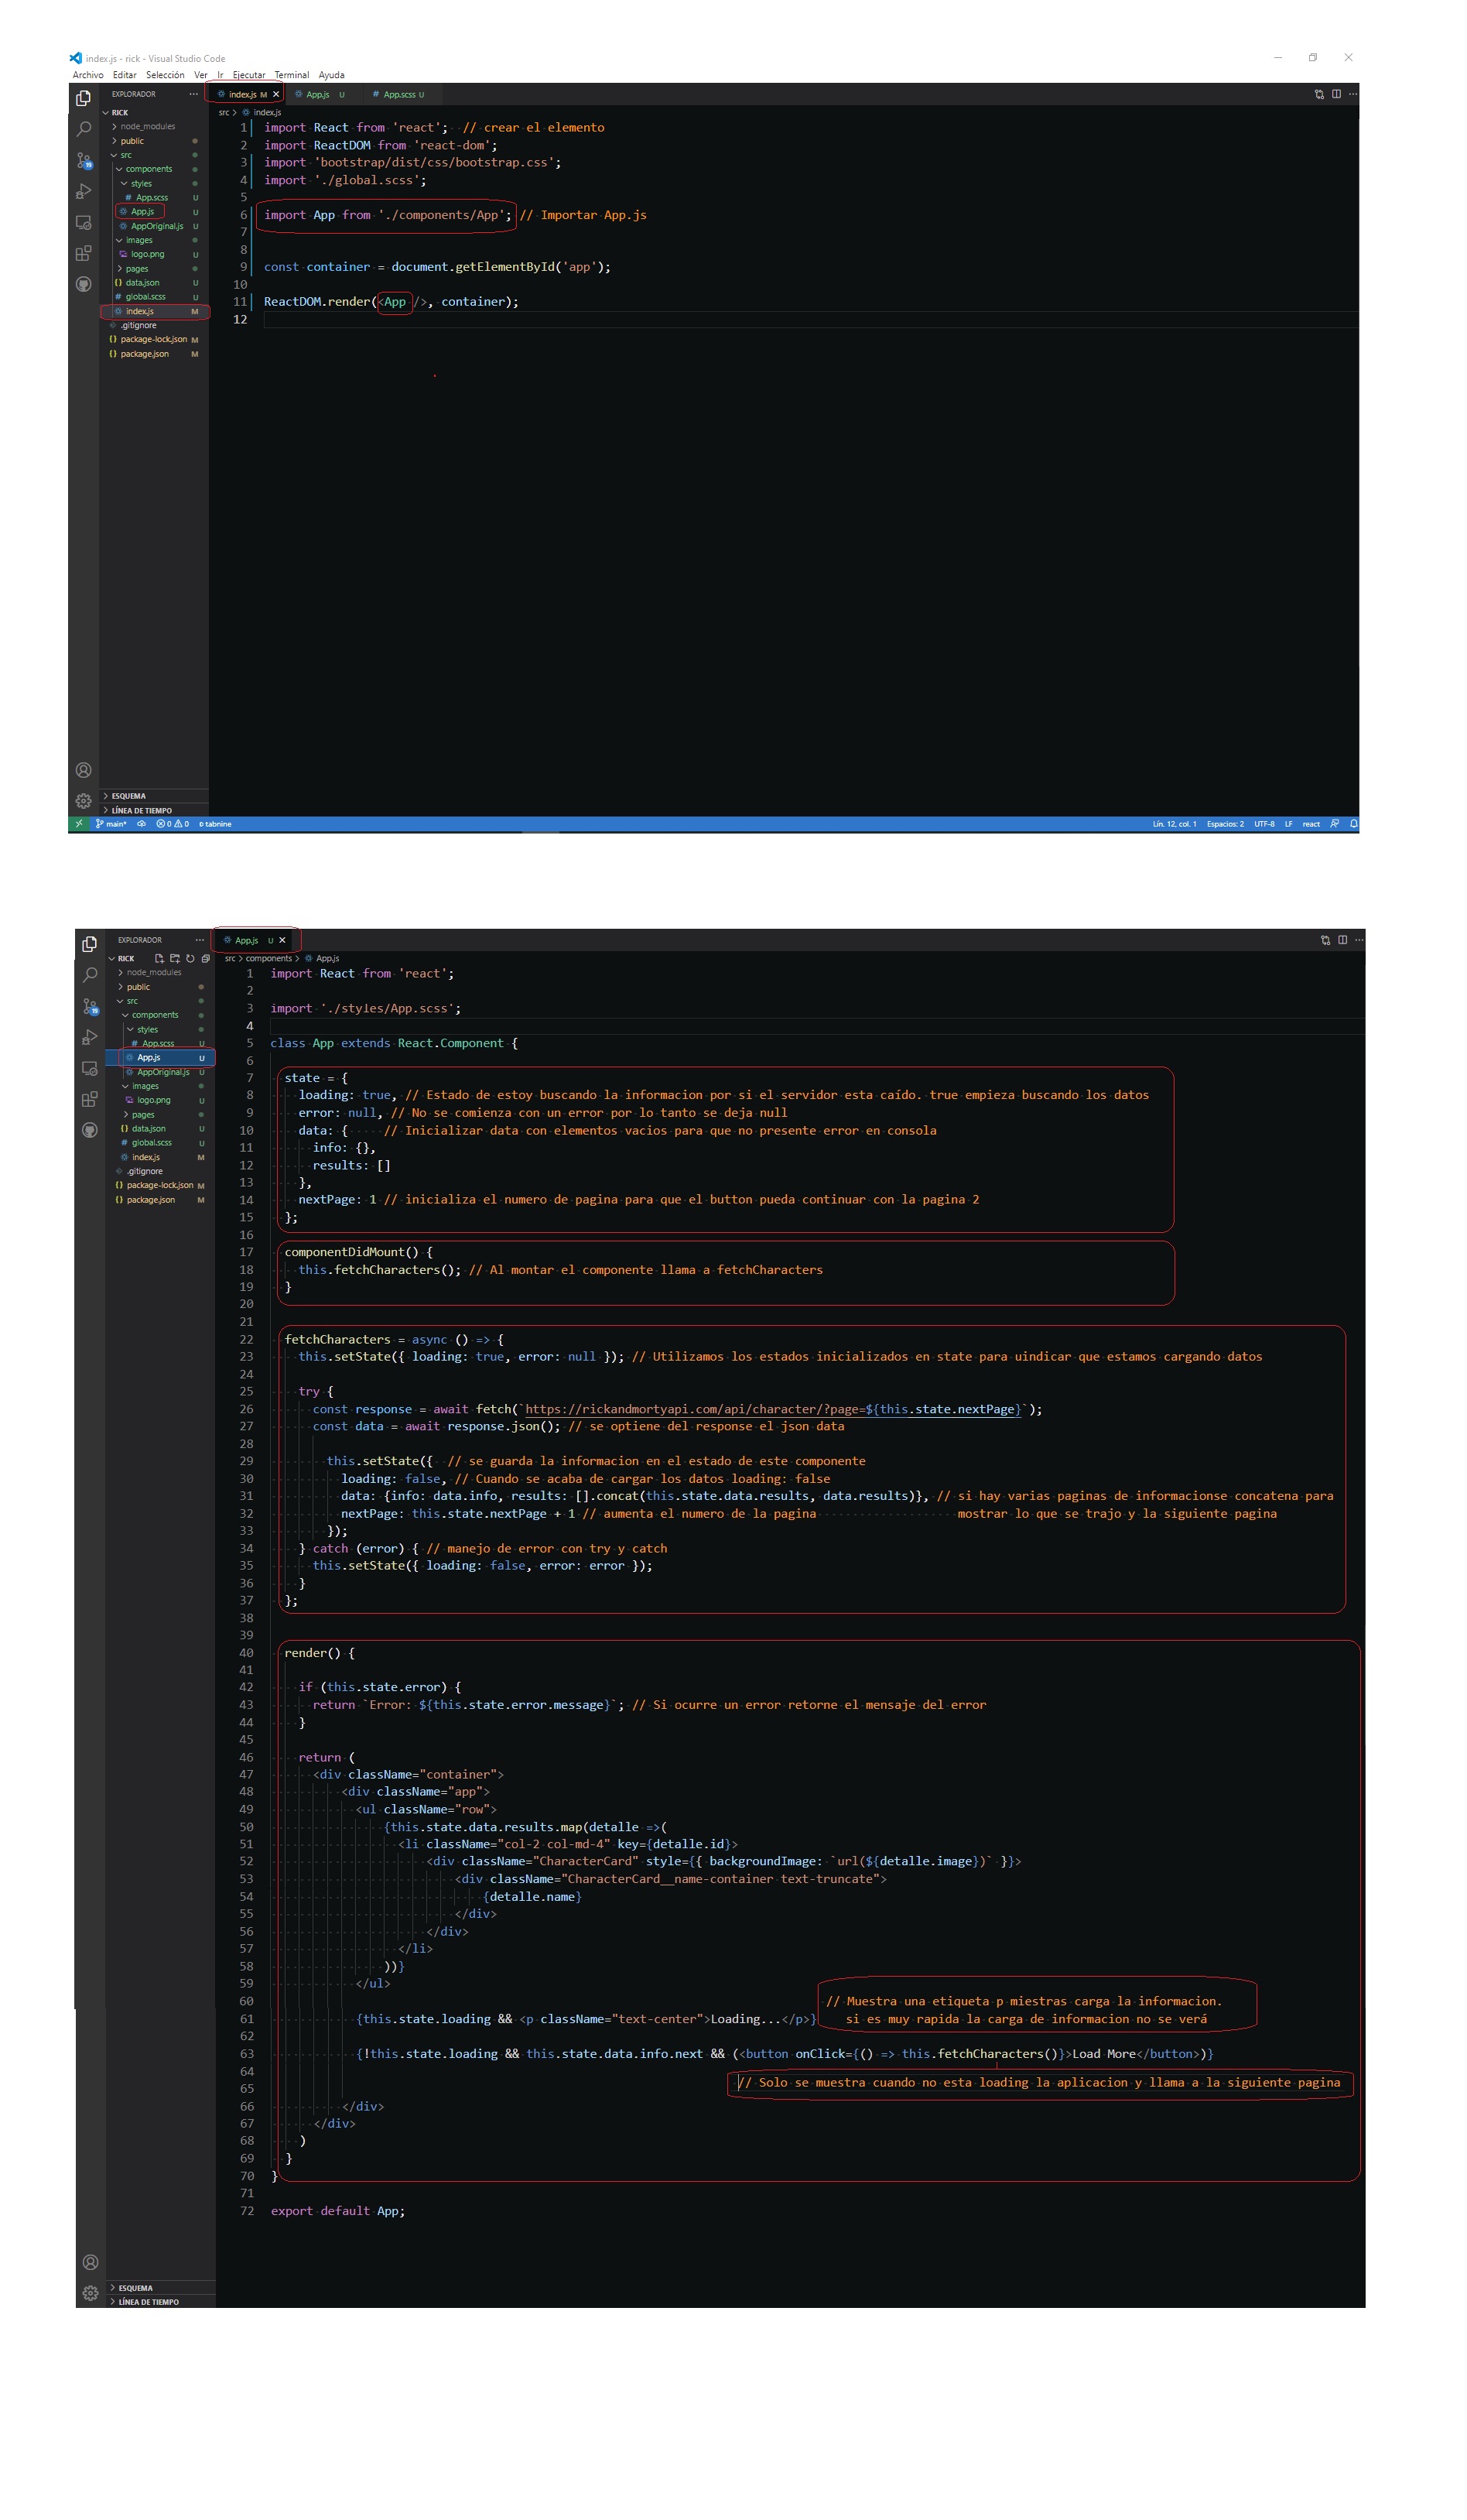 index.js - rick - Visual Studio Code
Archivo Editar Selección Ver Ir Ejecutar Terminal Ayuda
EXPLORADOR ···
index.js M ×
App.js U
# App.scss U
RICK
src > index.js
node_modules
public
src
components
styles
# App.scss U
App.js U
AppOriginal.js U
images
logo.png U
pages
{} data.json U
# global.scss U
index.js M
.gitignore
{} package-lock.json M
{} package.json M
1 import React from 'react'; // crear el elemento
2 import ReactDOM from 'react-dom';
3 import 'bootstrap/dist/css/bootstrap.css';
4 import './global.scss';
5
6 import App from './components/App'; // Importar App.js
7
8
9 const container = document.getElementById('app');
10
11 ReactDOM.render(<App />, container);
12
19
ESQUEMA
LÍNEA DE TIEMPO
main* 0 0 tabnine
Lín. 12, col. 1 Espacios: 2 UTF-8 LF react
EXPLORADOR ···
App.js U ×
RICK
src > components > App.js
node_modules
public
src
components
styles
# App.scss U
App.js U
AppOriginal.js U
images
logo.png U
pages
{} data.json U
# global.scss U
index.js M
.gitignore
{} package-lock.json M
{} package.json M
19
1 import React from 'react';
2
3 import './styles/App.scss';
4
5 class App extends React.Component {
6
7 state = {
8 loading: true, // Estado de estoy buscando la informacion por si el servidor esta caído. true empieza buscando los datos
9 error: null, // No se comienza con un error por lo tanto se deja null
10 data: { // Inicializar data con elementos vacios para que no presente error en consola
11 info: {},
12 results: []
13 },
14 nextPage: 1 // inicializa el numero de pagina para que el button pueda continuar con la pagina 2
15 };
16
17 componentDidMount() {
18 this.fetchCharacters(); // Al montar el componente llama a fetchCharacters
19 }
20
21
22 fetchCharacters = async () => {
23 this.setState({ loading: true, error: null }); // Utilizamos los estados inicializados en state para uindicar que estamos cargando datos
24
25 try {
26 const response = await fetch(`https://rickandmortyapi.com/api/character/?page=${this.state.nextPage}`);
27 const data = await response.json(); // se optiene del response el json data
28
29 this.setState({ // se guarda la informacion en el estado de este componente
30 loading: false, // Cuando se acaba de cargar los datos loading: false
31 data: {info: data.info, results: [].concat(this.state.data.results, data.results)}, // si hay varias paginas de informacionse concatena para
32 nextPage: this.state.nextPage + 1 // aumenta el numero de la pagina mostrar lo que se trajo y la siguiente pagina
33 });
34 } catch (error) { // manejo de error con try y catch
35 this.setState({ loading: false, error: error });
36 }
37 };
38
39
40 render() {
41
42 if (this.state.error) {
43 return `Error: ${this.state.error.message}`; // Si ocurre un error retorne el mensaje del error
44 }
45
46 return (
47 <div className="container">
48 <div className="app">
49 <ul className="row">
50 {this.state.data.results.map(detalle =>(
51 <li className="col-2 col-md-4" key={detalle.id}>
52 <div className="CharacterCard" style={{ backgroundImage: `url(${detalle.image})` }}>
53 <div className="CharacterCard__name-container text-truncate">
54 {detalle.name}
55 </div>
56 </div>
57 </li>
58 ))}
59 </ul>
60 // Muestra una etiqueta p miestras carga la informacion.
61 {this.state.loading && <p className="text-center">Loading...</p>} si es muy rapida la carga de informacion no se verá
62
63 {!this.state.loading && this.state.data.info.next && (<button onClick={() => this.fetchCharacters()}>Load More</button>)}
64
65 // Solo se muestra cuando no esta loading la aplicacion y llama a la siguiente pagina
66 </div>
67 </div>
68 )
69 }
70 }
71
72 export default App;
ESQUEMA
LÍNEA DE TIEMPO